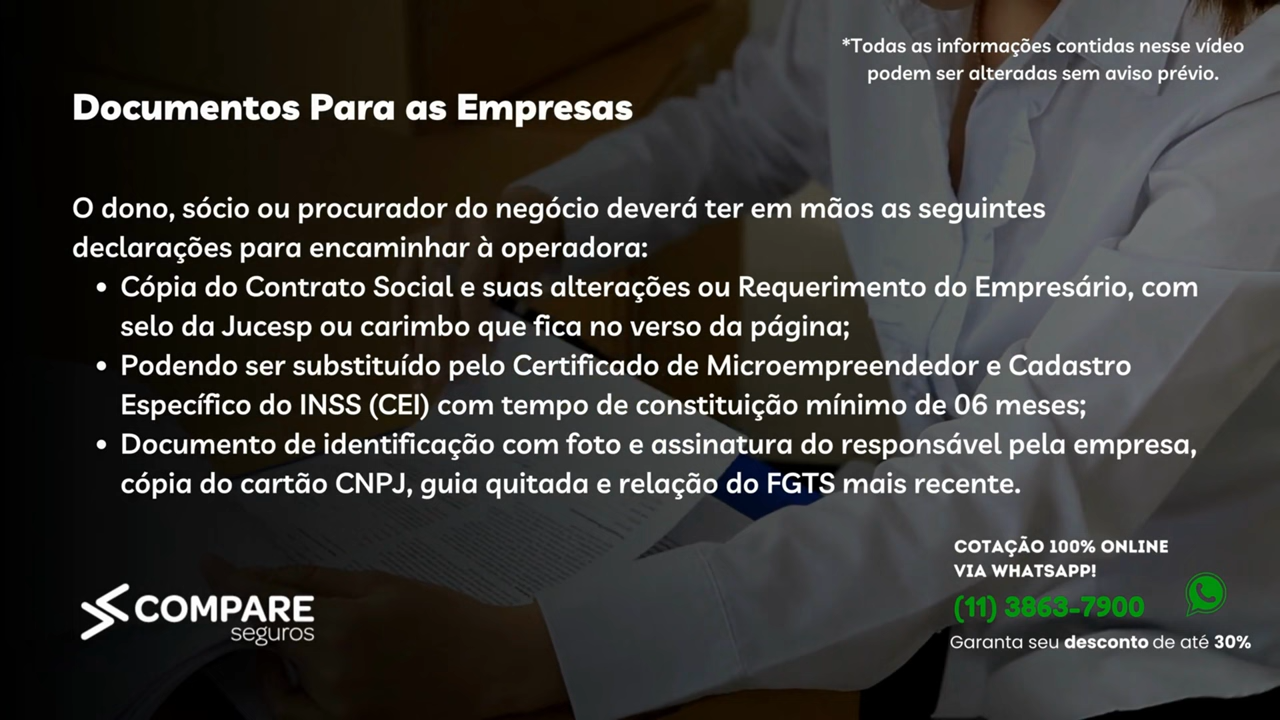 *Todas as informações contidas nesse vídeo
podem ser alteradas sem aviso prévio.
Documentos Para as Empresas
O dono, sócio ou procurador do negócio deverá ter em mãos as seguintes
declarações para encaminhar à operadora:
• Cópia do Contrato Social e suas alterações ou Requerimento do Empresário, com
selo da Jucesp ou carimbo que fica no verso da página;
• Podendo ser substituído pelo Certificado de Microempreendedor e Cadastro
Específico do INSS (CEI) com tempo de constituição mínimo de 06 meses;
• Documento de identificação com foto e assinatura do responsável pela empresa,
cópia do cartão CNPJ, guia quitada e relação do FGTS mais recente.
COMPARE
seguros
COTAÇÃO 100% ONLINE
VIA WHATSAPP!
(11) 3863-7900
Garanta seu desconto de até 30%